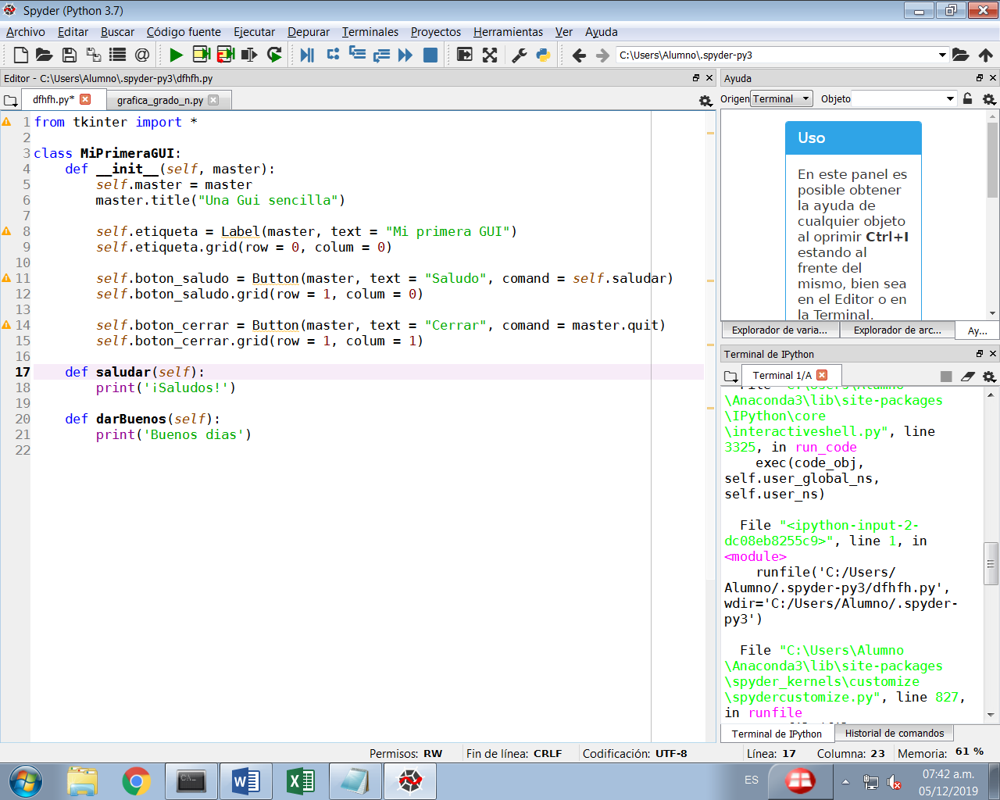 Spyder (Python 3.7)
Archivo Editar Buscar Código fuente Ejecutar Depurar Terminales Proyectos Herramientas Ver Ayuda
C:\Users\Alumno\.spyder-py3
Editor - C:\Users\Alumno\.spyder-py3\dfhfh.py
dfhfh.py* grafica_grado_n.py
1 from tkinter import *
2
3 class MiPrimeraGUI:
4     def __init__(self, master):
5         self.master = master
6         master.title("Una Gui sencilla")
7
8         self.etiqueta = Label(master, text = "Mi primera GUI")
9         self.etiqueta.grid(row = 0, colum = 0)
10
11         self.boton_saludo = Button(master, text = "Saludo", comand = self.saludar)
12         self.boton_saludo.grid(row = 1, colum = 0)
13
14         self.boton_cerrar = Button(master, text = "Cerrar", comand = master.quit)
15         self.boton_cerrar.grid(row = 1, colum = 1)
16
17     def saludar(self):
18         print('¡Saludos!')
19
20     def darBuenos(self):
21         print('Buenos dias')
22
Ayuda
Origen Terminal Objeto
Uso
En este panel es
posible obtener
la ayuda de
cualquier objeto
al oprimir Ctrl+I
estando al
frente del
mismo, bien sea
en el Editor o en
la Terminal.
Explorador de varia... Explorador de arc... Ay...
Terminal de IPython
Terminal 1/A
File "C:\Users\Alumno
\Anaconda3\lib\site-packages
\IPython\core
\interactiveshell.py", line
3325, in run_code
    exec(code_obj,
self.user_global_ns,
self.user_ns)
  File "<ipython-input-2-
dc08eb8255c9>", line 1, in
<module>
    runfile('C:/Users/
Alumno/.spyder-py3/dfhfh.py',
wdir='C:/Users/Alumno/.spyder-
py3')
  File "C:\Users\Alumno
\Anaconda3\lib\site-packages
\spyder_kernels\customize
\spydercustomize.py", line 827,
in runfile
Terminal de IPython Historial de comandos
Permisos: RW Fin de línea: CRLF Codificación: UTF-8 Línea: 17 Columna: 23 Memoria: 61 %
ES
07:42 a.m.
05/12/2019